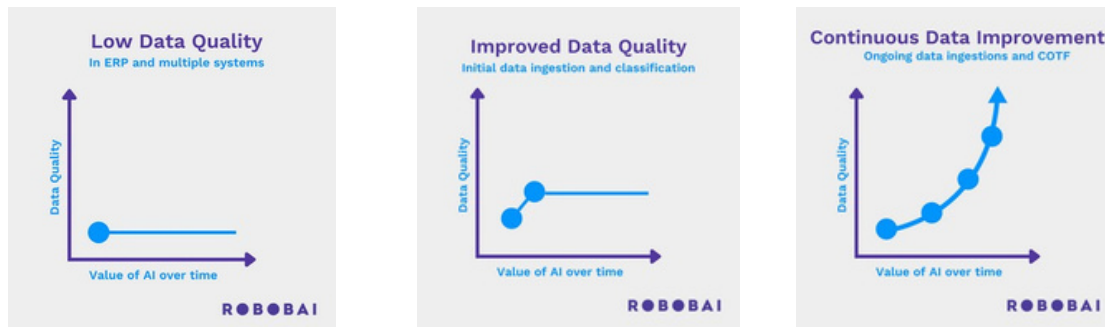 Low Data Quality
In ERP and multiple systems
Data Quality
Value of AI over time
ROBOBAI
Improved Data Quality
Initial data ingestion and classification
Data Quality
Value of AI over time
ROBOBAI
Continuous Data Improvement
Ongoing data ingestions and COTF
Data Quality
Value of AI over time
ROBOBAI